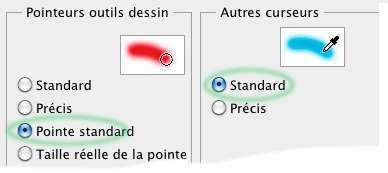 Pointeurs outils dessin
Standard
Précis
Pointe standard
Taille réelle de la pointe
Autres curseurs
Standard
Précis